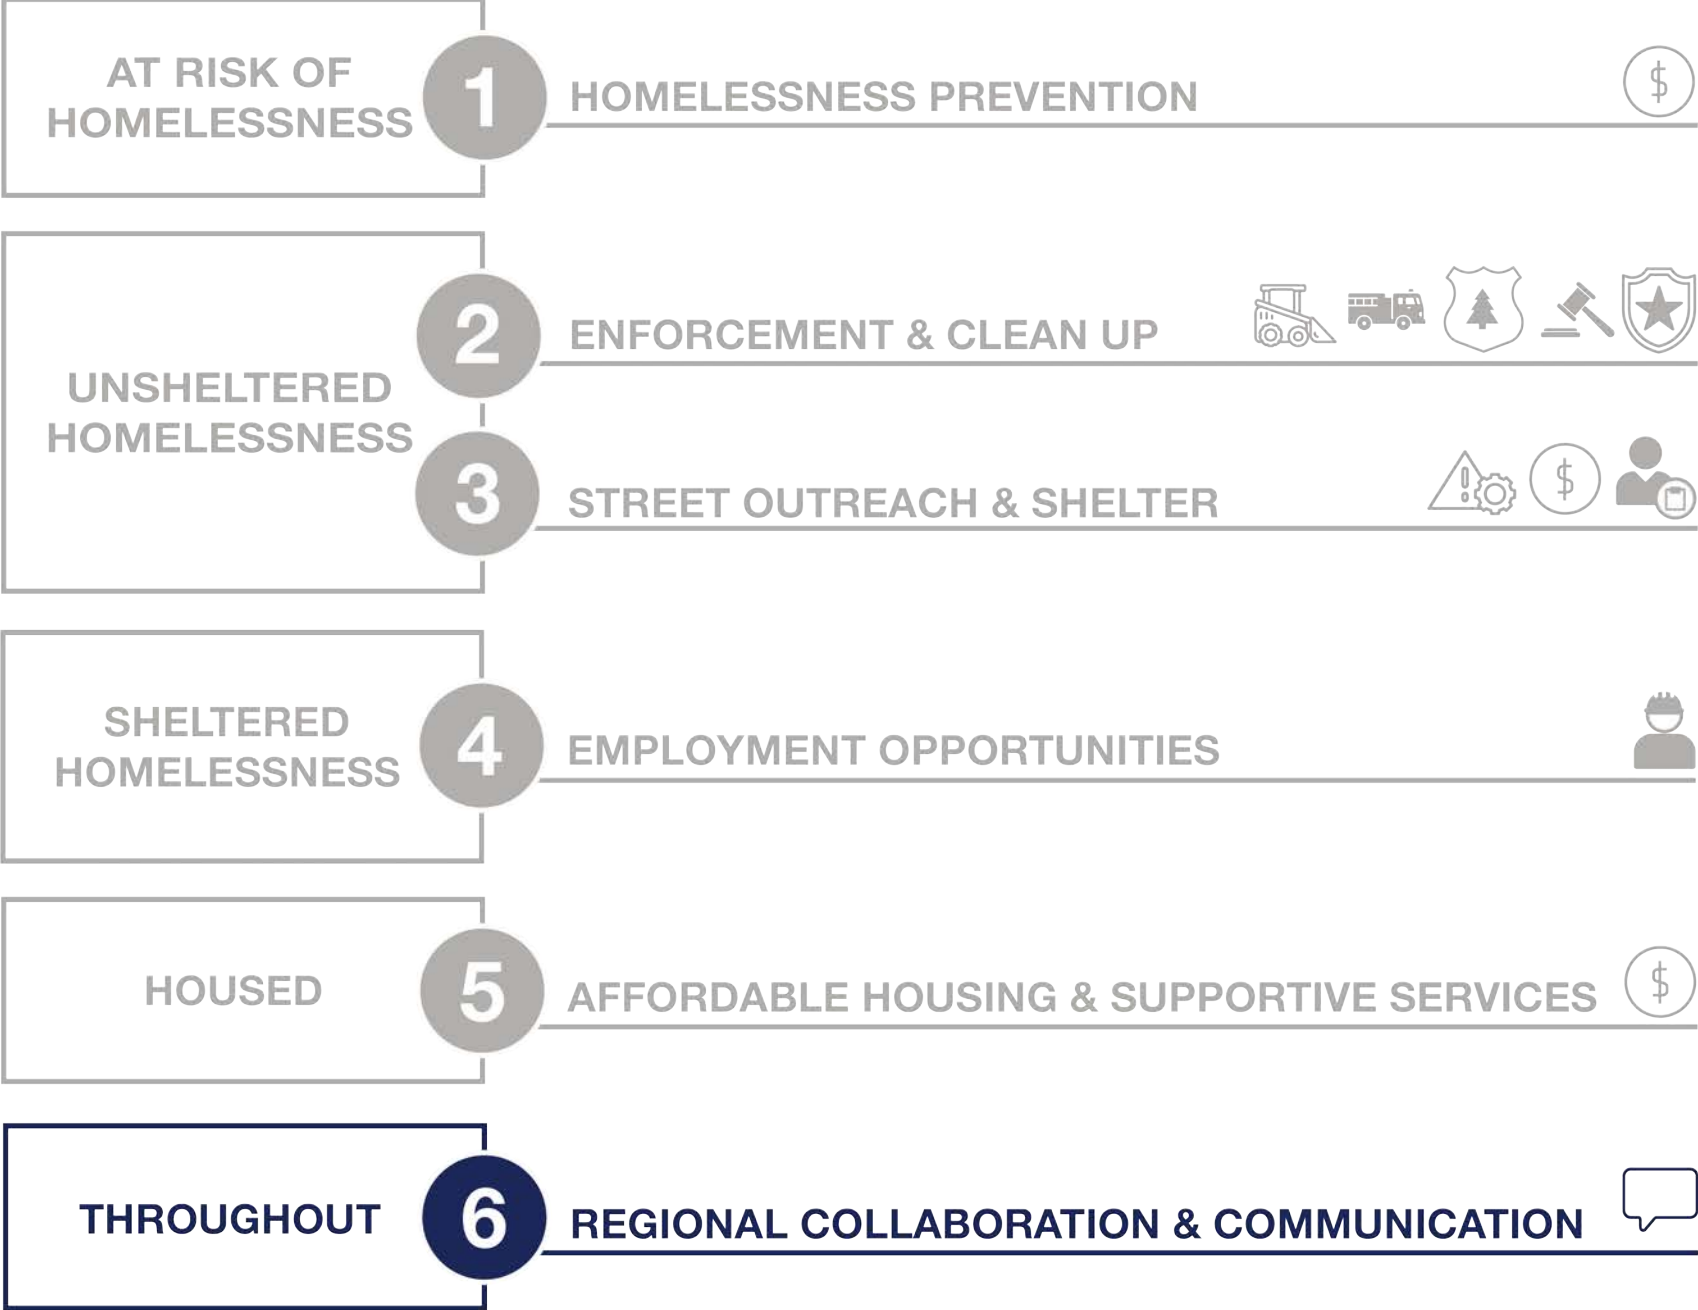 AT RISK OF
HOMELESSNESS
1
HOMELESSNESS PREVENTION
$
UNSHELTERED
HOMELESSNESS
2
ENFORCEMENT & CLEAN UP
3
STREET OUTREACH & SHELTER
!
$
SHELTERED
HOMELESSNESS
4
EMPLOYMENT OPPORTUNITIES
HOUSED
5
AFFORDABLE HOUSING & SUPPORTIVE SERVICES
$
THROUGHOUT
6
REGIONAL COLLABORATION & COMMUNICATION